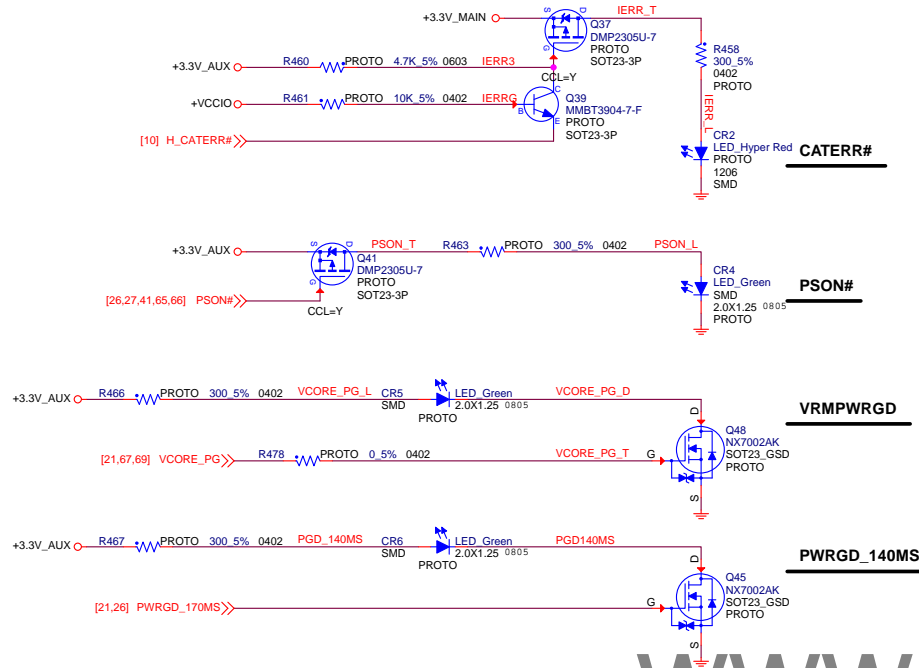 +3.3V_MAIN
S D
G
IERR_T
Q37
DMP2305U-7
PROTO
SOT23-3P
CCL=Y
R458
300_5%
0402
PROTO
IERR_L
+3.3V_AUX R460 PROTO 4.7K_5% 0603 IERR3
+VCCIO R461 PROTO 10K_5% 0402 IERRG
B C E
Q39
MMBT3904-7-F
PROTO
SOT23-3P
[10] H_CATERR#
CR2
LED_Hyper Red
PROTO
1206
SMD
CATERR#
+3.3V_AUX
S D
G
PSON_T R463 PROTO 300_5% 0402 PSON_L
Q41
DMP2305U-7
PROTO
SOT23-3P
CCL=Y
[26,27,41,65,66] PSON#
CR4
LED_Green
SMD
2.0X1.25 0805
PROTO
PSON#
+3.3V_AUX R466 PROTO 300_5% 0402 VCORE_PG_L CR5 LED_Green VCORE_PG_D
SMD 2.0X1.25 0805
PROTO
VRMPWRGD
D
Q48
NX7002AK
SOT23_GSD
PROTO
[21,67,69] VCORE_PG R478 PROTO 0_5% 0402 VCORE_PG_T G
S
+3.3V_AUX R467 PROTO 300_5% 0402 PGD_140MS CR6 LED_Green PGD140MS
SMD 2.0X1.25 0805
PROTO
PWRGD_140MS
D
Q45
NX7002AK
SOT23_GSD
PROTO
[21,26] PWRGD_170MS G
S